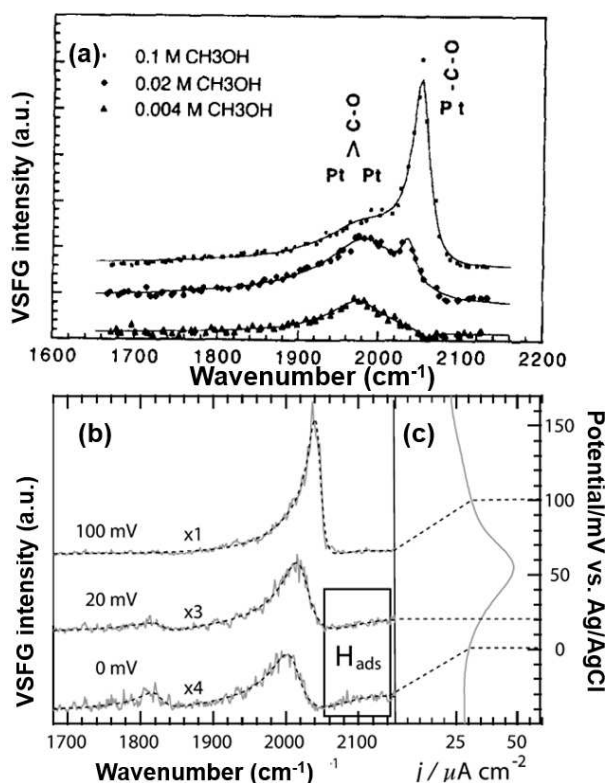 (a)
0.1 M CH3OH
0.02 M CH3OH
0.004 M CH3OH
C-O
Λ
Pt Pt
-C-O
Pt
VSFG intensity (a.u.)
1600 1700 1800 1900 2000 2100 2200
Wavenumber (cm-1)
(b)
(c)
100 mV
x1
20 mV
x3
0 mV
x4
Hads
VSFG intensity (a.u.)
1700 1800 1900 2000 2100
Wavenumber (cm-1)
-1
150
100
50
0
Potential/mV vs. Ag/AgCl
25 50
j / μA cm-2